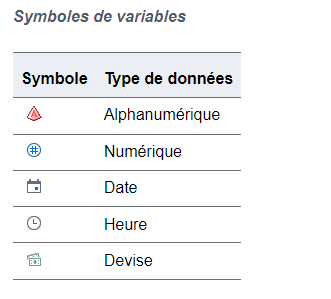 Symboles de variables
Symbole Type de données
Alphanumérique
Numérique
Date
Heure
Devise